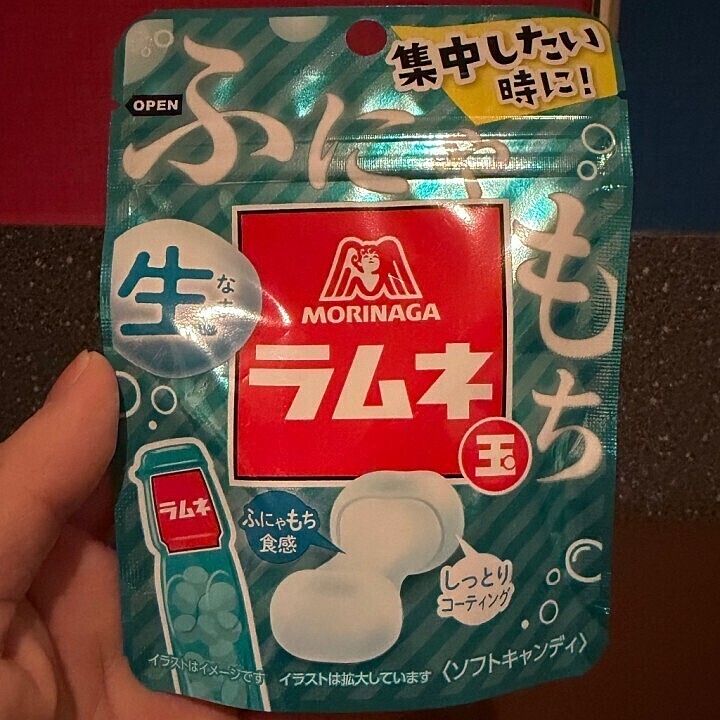 集中したい
時に!
OPEN
ふにゃ
もち
生
なま
MORINAGA
ラムネ
玉
ラムネ
ふにゃもち
食感
しっとり
コーティング
イラストはイメージです
イラストは拡大しています
〈ソフトキャンディ〉